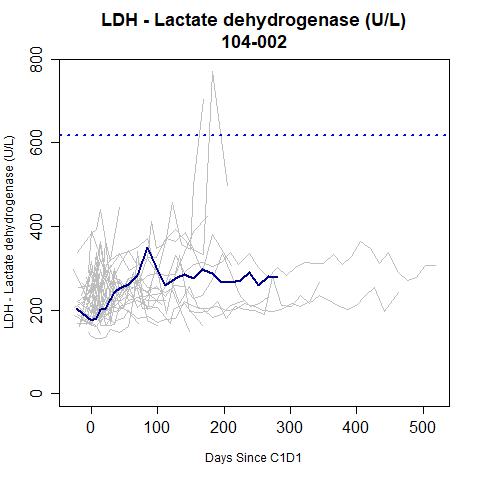 LDH - Lactate dehydrogenase (U/L)
104-002
LDH - Lactate dehydrogenase (U/L)
800
600
400
200
0
0 100 200 300 400 500
Days Since C1D1